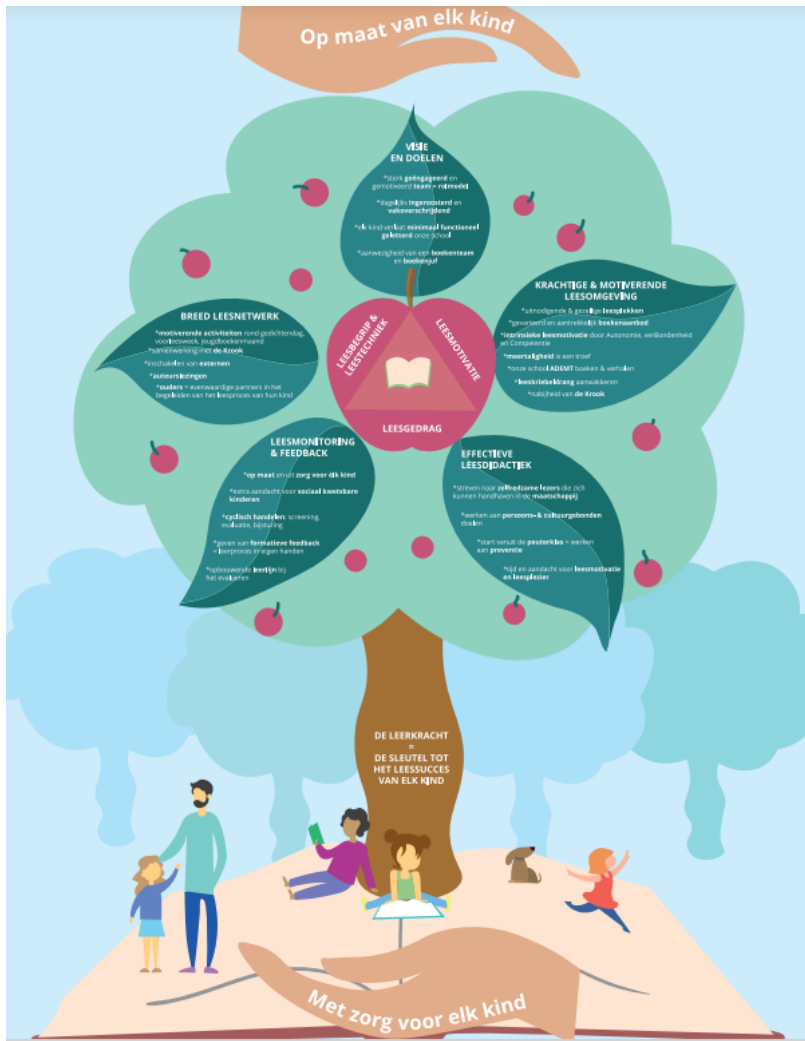 Op maat van elk kind
VISIE
EN DOELEN
*sterk geëngageerd en
gemotiveerd team = rolmodel
*dagelijks ingeroosterd en
vakoverschrijdend
*elk kind verlaat minimaal functioneel
geletterd onze school
*aanwezigheid van een boekenteam
en boekenjuf
KRACHTIGE & MOTIVERENDE
LEESOMGEVING
*uitnodigende & gezellige leesplekken
*gevarieerd en aantrekkelijk boekenaanbod
*intrinsieke leesmotivatie door Autonomie, verBondenheid
en Competentie
*meertaligheid is een troef
*onze school ADEMT boeken & verhalen
*leeskriebeldrang aanwakkeren
*nabijheid van de Krook
BREED LEESNETWERK
*motiverende activiteiten rond gedichtendag,
voorleesweek, jeugdboekenmaand
*samenwerking met de Krook
*inschakelen van externen
*auteurslezingen
*ouders = evenwaardige partners in het
begeleiden van het leesproces van hun kind
LEESBEGRIP &
LEESTECHNIEK
LEESMOTIVATIE
LEESGEDRAG
LEESMONITORING
& FEEDBACK
*op maat en uit zorg voor élk kind
*extra aandacht voor sociaal kwetsbare
kinderen
*cyclisch handelen: screening,
evaluatie, bijsturing
*geven van formatieve feedback
= leerproces in eigen handen
*opbouwende leerlijn bij
het evalueren
EFFECTIEVE
LEESDIDACTIEK
*streven naar zelfredzame lezers die zich
kunnen handhaven in de maatschappij
*werken aan persoons- & cultuurgebonden
doelen
*start vanuit de peuterklas = werken
aan preventie
*tijd en aandacht voor leesmotivatie
en leesplezier
DE LEERKRACHT
=
DE SLEUTEL TOT
HET LEESSUCCES
VAN ELK KIND
Met zorg voor elk kind